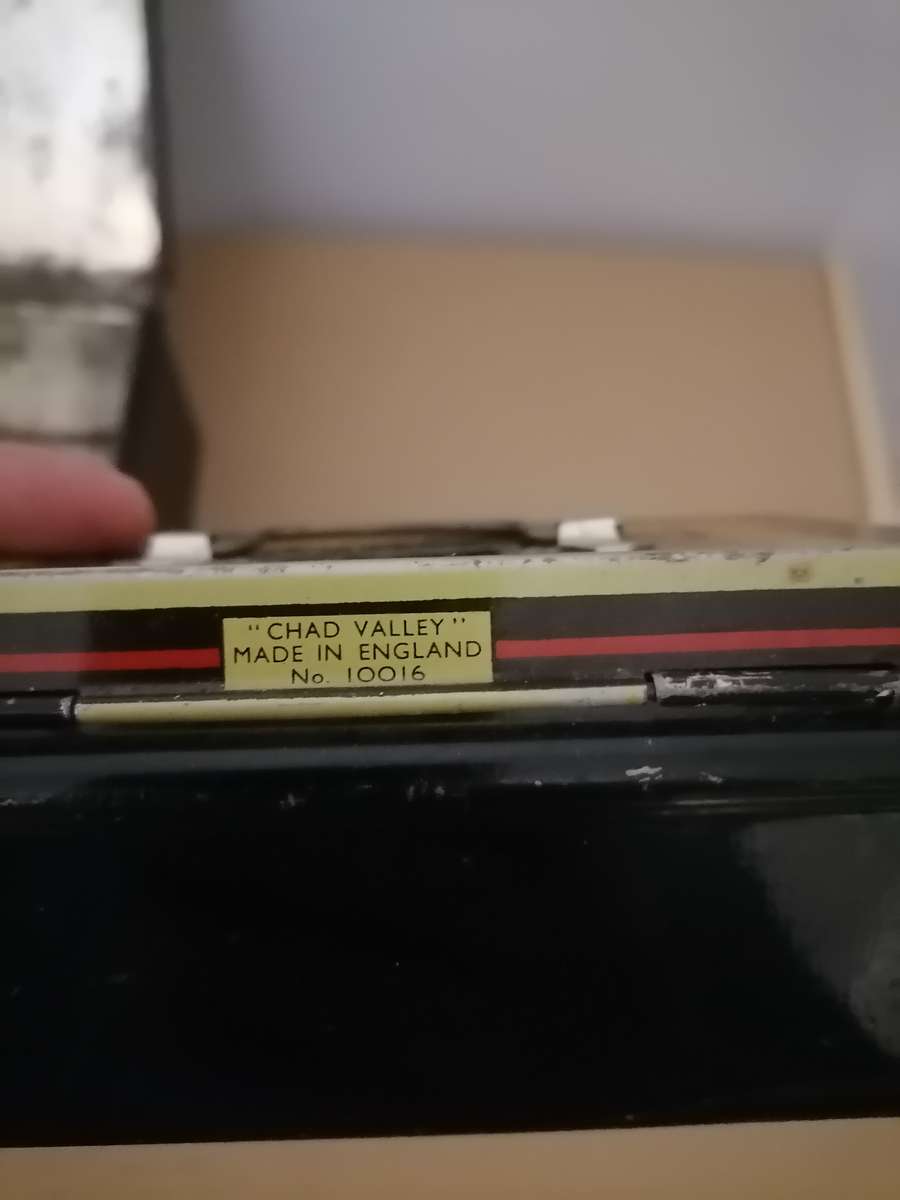 "CHAD VALLEY"
MADE IN ENGLAND
No. 10016